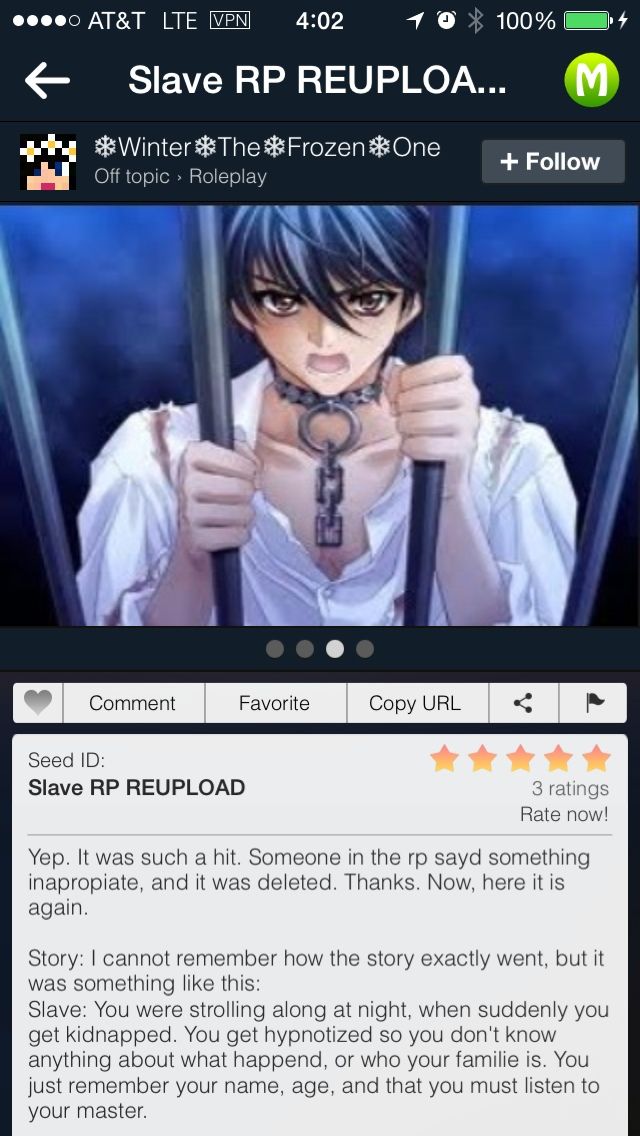 AT&T LTE VPN 4:02 100%
Slave RP REUPLOA... M
❄Winter❄The❄Frozen❄One
Off topic › Roleplay
+ Follow
Comment Favorite Copy URL
Seed ID:
Slave RP REUPLOAD
3 ratings
Rate now!
Yep. It was such a hit. Someone in the rp sayd something
inapropiate, and it was deleted. Thanks. Now, here it is
again.
Story: I cannot remember how the story exactly went, but it
was something like this:
Slave: You were strolling along at night, when suddenly you
get kidnapped. You get hypnotized so you don't know
anything about what happend, or who your familie is. You
just remember your name, age, and that you must listen to
your master.